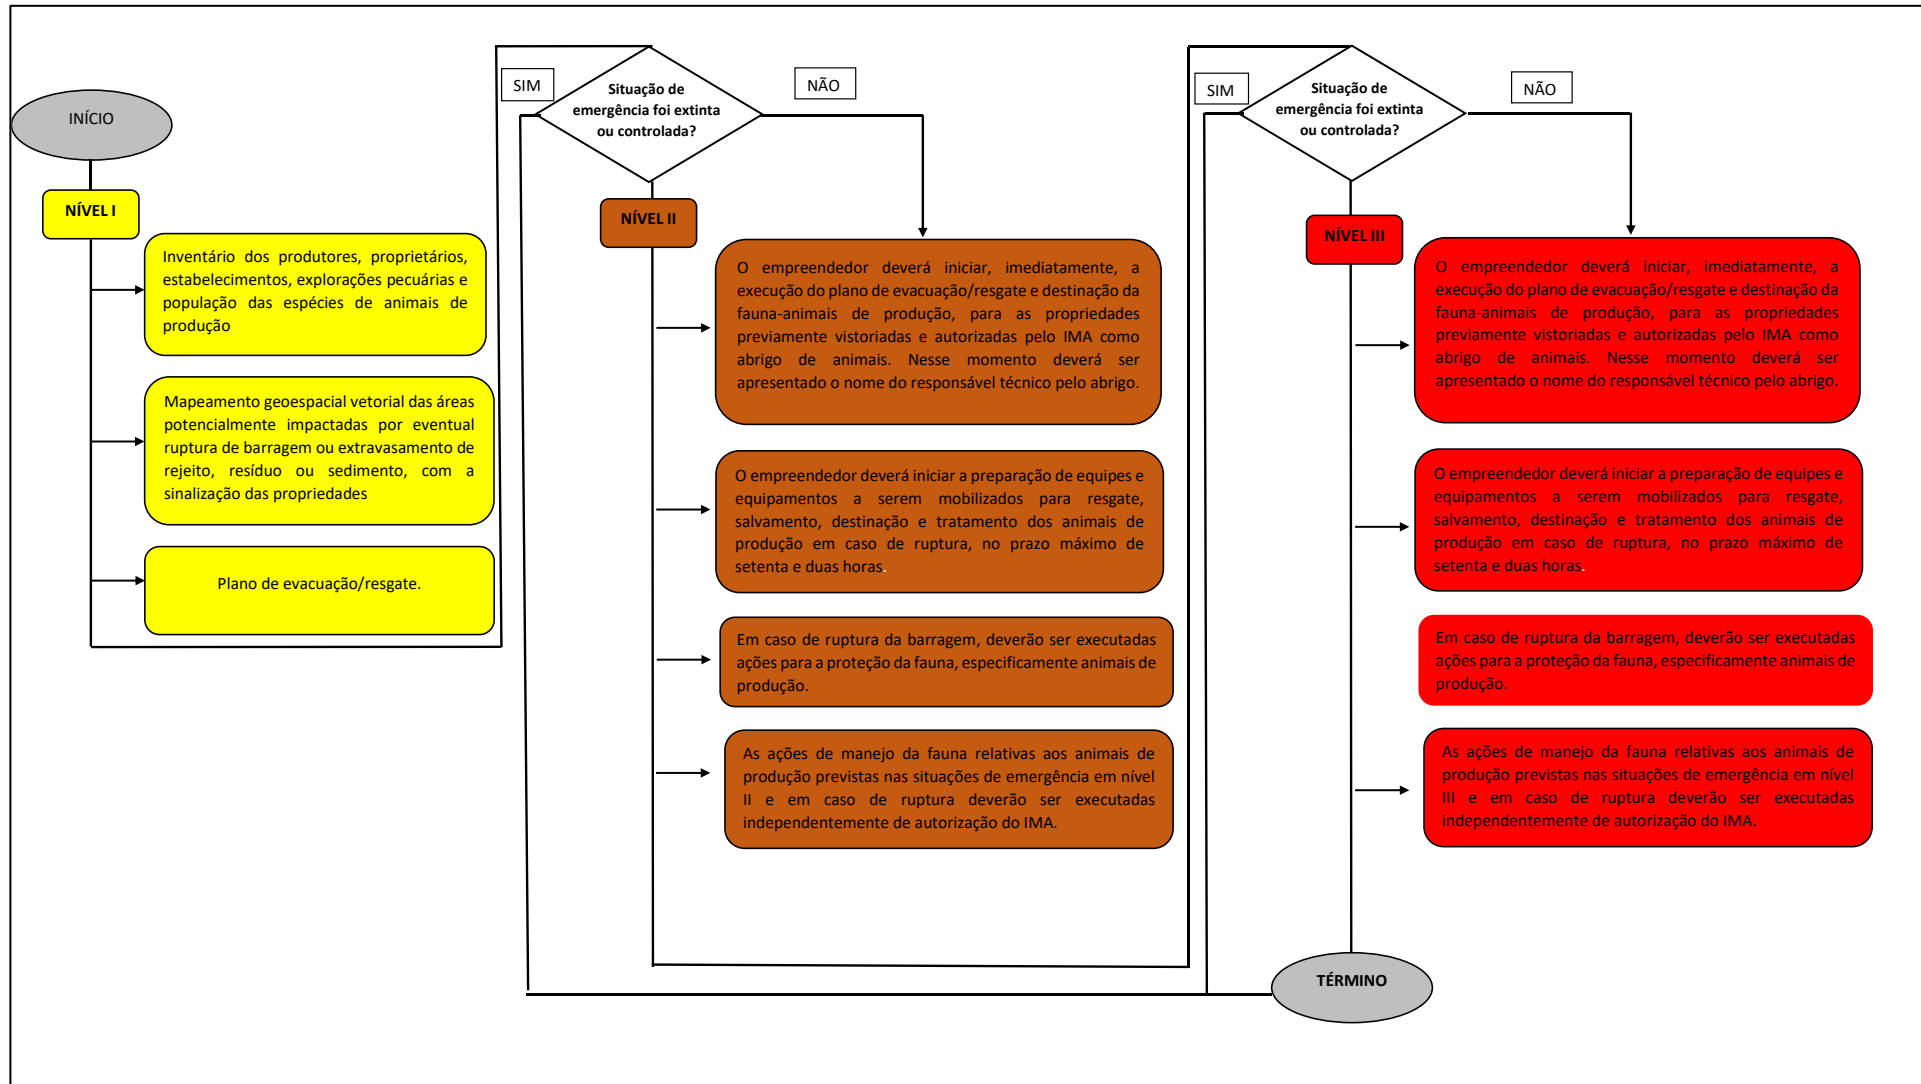 INÍCIO
NÍVEL I
Inventário dos produtores, proprietários,
estabelecimentos, explorações pecuárias e
população das espécies de animais de
produção
Mapeamento geoespacial vetorial das áreas
potencialmente impactadas por eventual
ruptura de barragem ou extravasamento de
rejeito, resíduo ou sedimento, com a
sinalização das propriedades
Plano de evacuação/resgate.
SIM
Situação de
emergência foi extinta
ou controlada?
NÃO
NÍVEL II
O empreendedor deverá iniciar, imediatamente, a
execução do plano de evacuação/resgate e destinação da
fauna-animais de produção, para as propriedades
previamente vistoriadas e autorizadas pelo IMA como
abrigo de animais. Nesse momento deverá ser
apresentado o nome do responsável técnico pelo abrigo.
O empreendedor deverá iniciar a preparação de equipes e
equipamentos a serem mobilizados para resgate,
salvamento, destinação e tratamento dos animais de
produção em caso de ruptura, no prazo máximo de
setenta e duas horas.
Em caso de ruptura da barragem, deverão ser executadas
ações para a proteção da fauna, especificamente animais de
produção.
As ações de manejo da fauna relativas aos animais de
produção previstas nas situações de emergência em nível
II e em caso de ruptura deverão ser executadas
independentemente de autorização do IMA.
SIM
Situação de
emergência foi extinta
ou controlada?
NÃO
NÍVEL III
O empreendedor deverá iniciar, imediatamente, a
execução do plano de evacuação/resgate e destinação da
fauna-animais de produção, para as propriedades
previamente vistoriadas e autorizadas pelo IMA como
abrigo de animais. Nesse momento deverá ser
apresentado o nome do responsável técnico pelo abrigo.
O empreendedor deverá iniciar a preparação de equipes e
equipamentos a serem mobilizados para resgate,
salvamento, destinação e tratamento dos animais de
produção em caso de ruptura, no prazo máximo de
setenta e duas horas.
Em caso de ruptura da barragem, deverão ser executadas
ações para a proteção da fauna, especificamente animais de
produção.
As ações de manejo da fauna relativas aos animais de
produção previstas nas situações de emergência em nível
III e em caso de ruptura deverão ser executadas
independentemente de autorização do IMA.
TÉRMINO